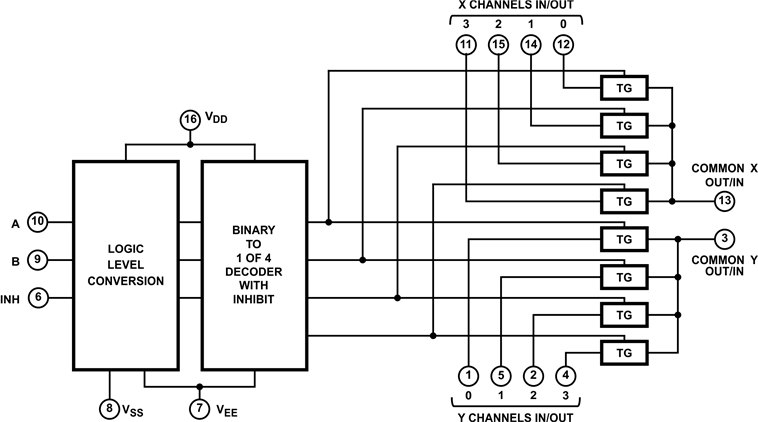 X CHANNELS IN/OUT
3 2 1 0
11 15 14 12
TG
TG
TG
TG
COMMON X
OUT/IN
13
16 VDD
A 10
B 9
INH 6
LOGIC
LEVEL
CONVERSION
BINARY
TO
1 OF 4
DECODER
WITH
INHIBIT
TG
TG
TG
TG
3
COMMON Y
OUT/IN
8 VSS
7 VEE
1 5 2 4
0 1 2 3
Y CHANNELS IN/OUT